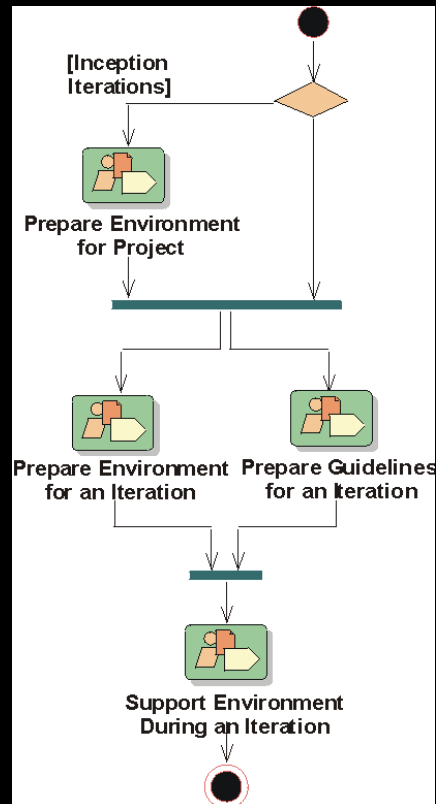 [Inception
Iterations]
Prepare Environment
for Project
Prepare Environment
for an Iteration
Prepare Guidelines
for an Iteration
Support Environment
During an Iteration